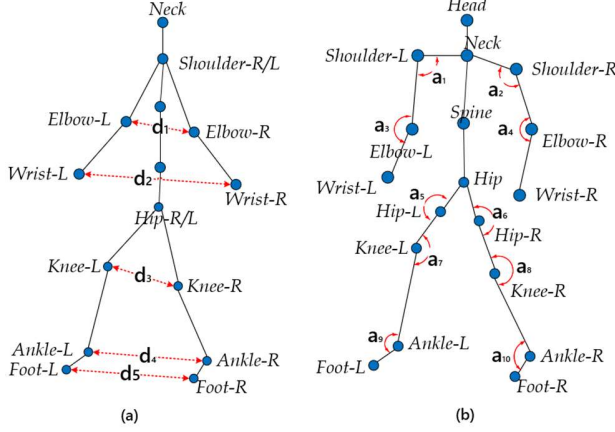 Neck
Shoulder-R/L
Elbow-L
d1
Elbow-R
Wrist-L
d2
Wrist-R
Hip-R/L
Knee-L
d3
Knee-R
Ankle-L
d4
Ankle-R
Foot-L
d5
Foot-R
(a)
Head
Shoulder-L
Neck
a1
a2
Shoulder-R
Spine
a3
a4
Elbow-L
Elbow-R
Wrist-L
Hip
Wrist-R
a5
Hip-L
a6
Hip-R
Knee-L
a7
a8
Knee-R
a9
Ankle-L
a10
Ankle-R
Foot-L
Foot-R
(b)